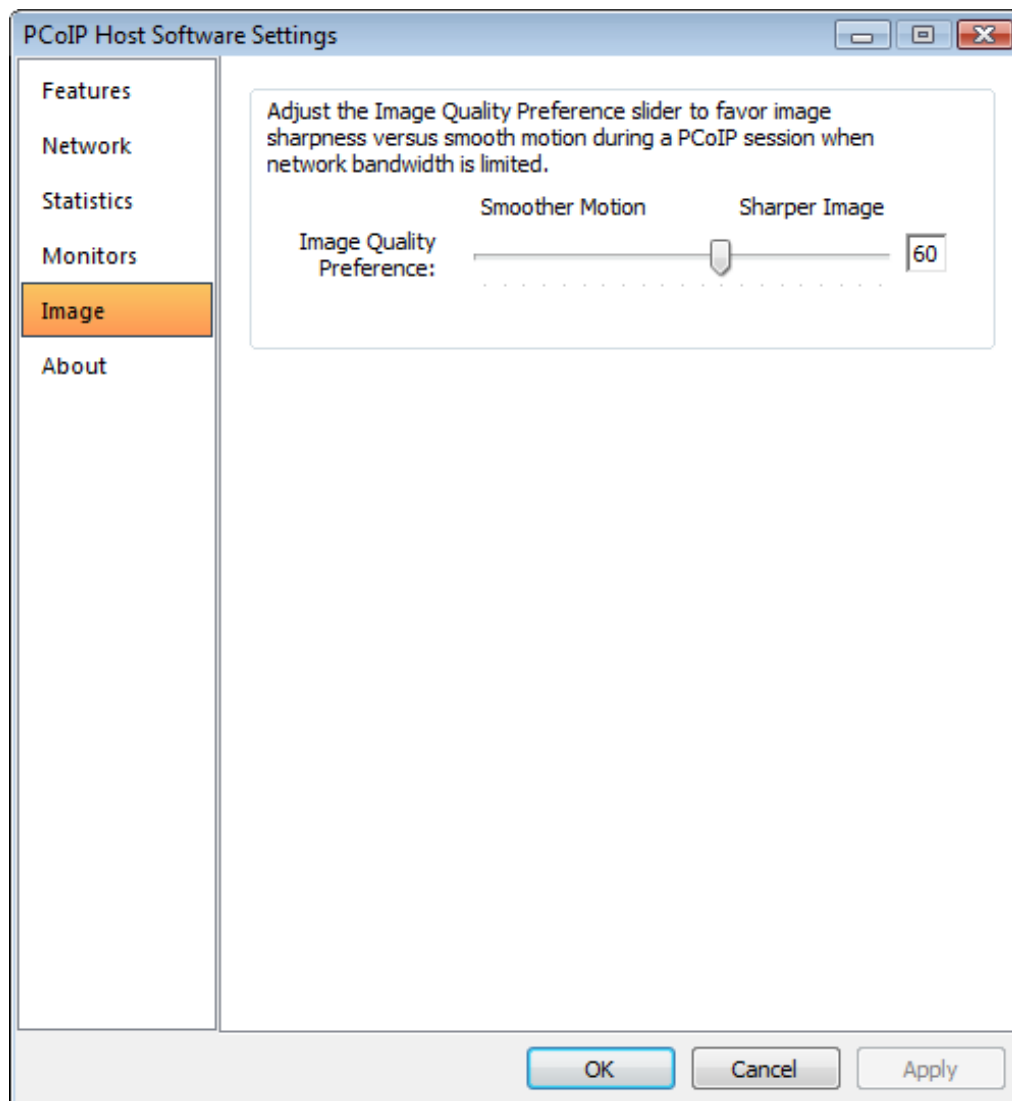 PCoIP Host Software Settings
Features
Network
Statistics
Monitors
Image
About
Adjust the Image Quality Preference slider to favor image
sharpness versus smooth motion during a PCoIP session when
network bandwidth is limited.
Smoother Motion Sharper Image
Image Quality
Preference:
60
OK Cancel Apply